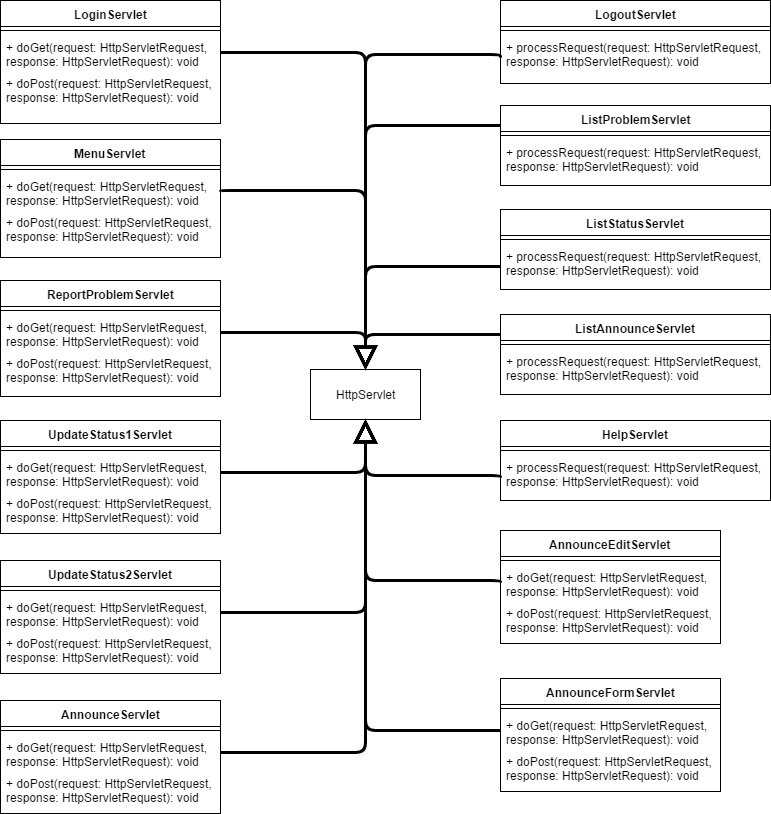 LoginServlet
+ doGet(request: HttpServletRequest,
response: HttpServletRequest): void
+ doPost(request: HttpServletRequest,
response: HttpServletRequest): void
MenuServlet
+ doGet(request: HttpServletRequest,
response: HttpServletRequest): void
+ doPost(request: HttpServletRequest,
response: HttpServletRequest): void
ReportProblemServlet
+ doGet(request: HttpServletRequest,
response: HttpServletRequest): void
+ doPost(request: HttpServletRequest,
response: HttpServletRequest): void
UpdateStatus1Servlet
+ doGet(request: HttpServletRequest,
response: HttpServletRequest): void
+ doPost(request: HttpServletRequest,
response: HttpServletRequest): void
UpdateStatus2Servlet
+ doGet(request: HttpServletRequest,
response: HttpServletRequest): void
+ doPost(request: HttpServletRequest,
response: HttpServletRequest): void
AnnounceServlet
+ doGet(request: HttpServletRequest,
response: HttpServletRequest): void
+ doPost(request: HttpServletRequest,
response: HttpServletRequest): void
HttpServlet
LogoutServlet
+ processRequest(request: HttpServletRequest,
response: HttpServletRequest): void
ListProblemServlet
+ processRequest(request: HttpServletRequest,
response: HttpServletRequest): void
ListStatusServlet
+ processRequest(request: HttpServletRequest,
response: HttpServletRequest): void
ListAnnounceServlet
+ processRequest(request: HttpServletRequest,
response: HttpServletRequest): void
HelpServlet
+ processRequest(request: HttpServletRequest,
response: HttpServletRequest): void
AnnounceEditServlet
+ doGet(request: HttpServletRequest,
response: HttpServletRequest): void
+ doPost(request: HttpServletRequest,
response: HttpServletRequest): void
AnnounceFormServlet
+ doGet(request: HttpServletRequest,
response: HttpServletRequest): void
+ doPost(request: HttpServletRequest,
response: HttpServletRequest): void